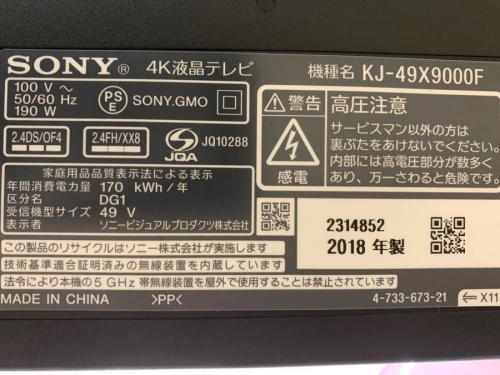 SONY® 4K液晶テレビ
機種名 KJ-49X9000F
100 V ～
50/60 Hz
190 W
PS
E
SONY.GMO
2.4DS/OF4
2.4FH/XX8
JQA
JQ10288
家庭用品品質表示法による表示
年間消費電力量 170 kWh/年
区分名 DG1
受信機型サイズ 49 V
表示者 ソニービジュアルプロダクツ株式会社
警告
感電
高圧注意
サービスマン以外の方は
裏ぶたをあけないでください。
内部には高電圧部分が数多く
あり、万一さわると危険です。
2314852
2018 年製
この製品のリサイクルはソニー株式会社が実施します
技術基準適合証明済みの無線装置を内蔵しています
法令により本機の5 GHz 帯無線装置を屋外で使用することはできません
MADE IN CHINA >PP<
4-733-673-21
⇐ X11